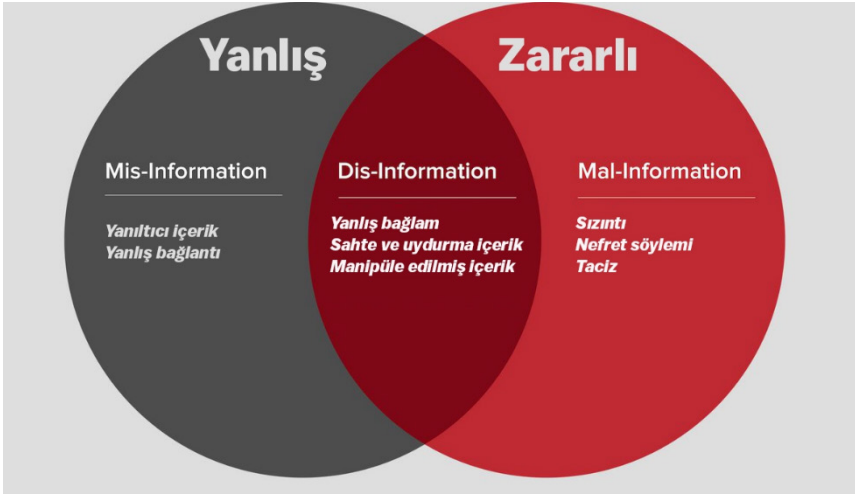 Yanlış
Zararlı
Mis-Information
Yanıltıcı içerik
Yanlış bağlantı
Dis-Information
Yanlış bağlam
Sahte ve uydurma içerik
Manipüle edilmiş içerik
Mal-Information
Sızıntı
Nefret söylemi
Taciz